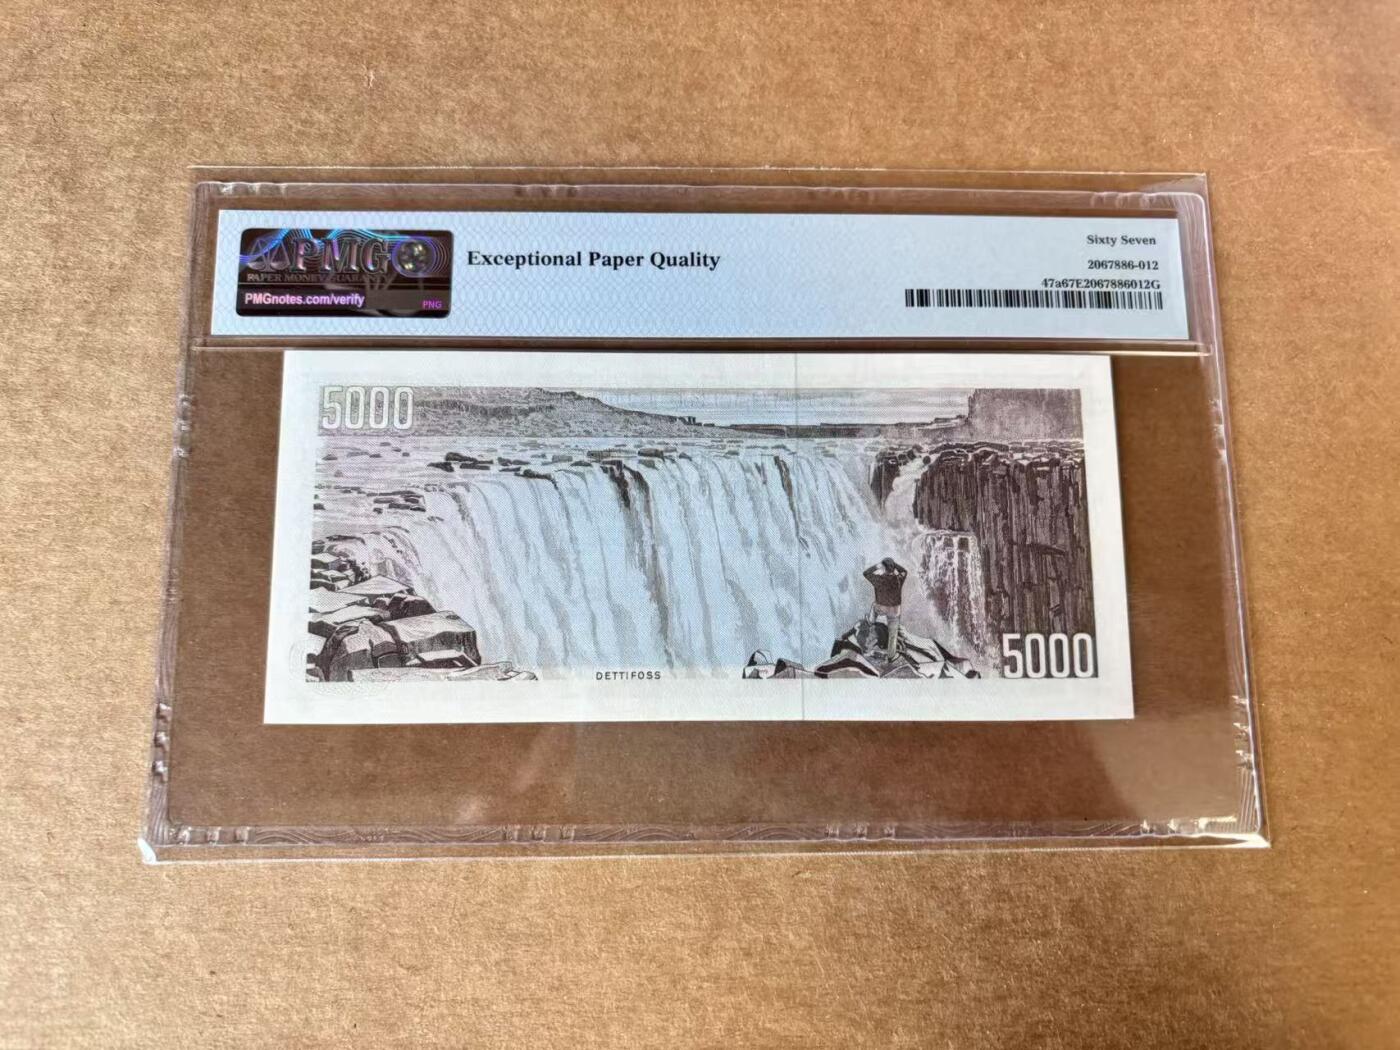 PMG
PAPER MONEY GUARANTY
PMGnotes.com/verify
PNG
Exceptional Paper Quality
Sixty Seven
2067886-012
47a67E2067886012G
5000
DETTIFOSS
5000